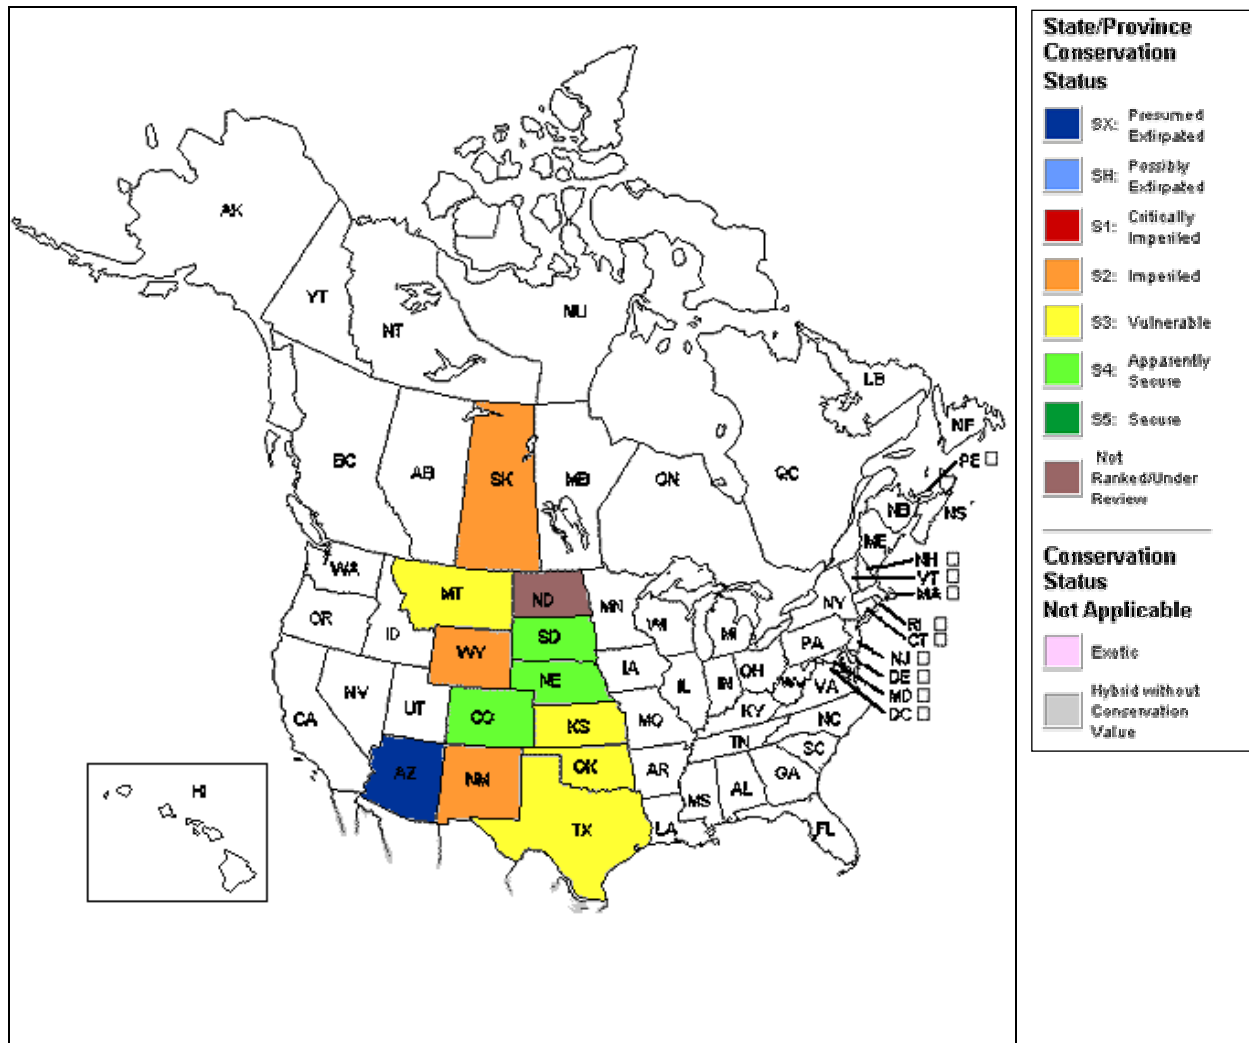 State/Province
Conservation
Status
SX: Presumed
Extirpated
SH: Possibly
Extirpated
S1: Critically
Imperiled
S2: Imperiled
S3: Vulnerable
S4: Apparently
Secure
S5: Secure
Not
Ranked/Under
Review
Conservation
Status
Not Applicable
Exotic
Hybrid without
Conservation
Value
AK
YT
NT
NU
LB
NF
PE
BC
AB
SK
MB
ON
QC
NB
NS
ME
NH
VT
MA
WA
MT
ND
MN
NY
RI
OR
ID
SD
WI
MI
PA
CT
WY
NE
IA
NJ
NV
UT
CO
IL
IN
OH
WV
VA
DE
MD
DC
CA
KS
MO
KY
NC
TN
SC
AZ
NM
OK
AR
MS
AL
GA
HI
TX
LA
FL